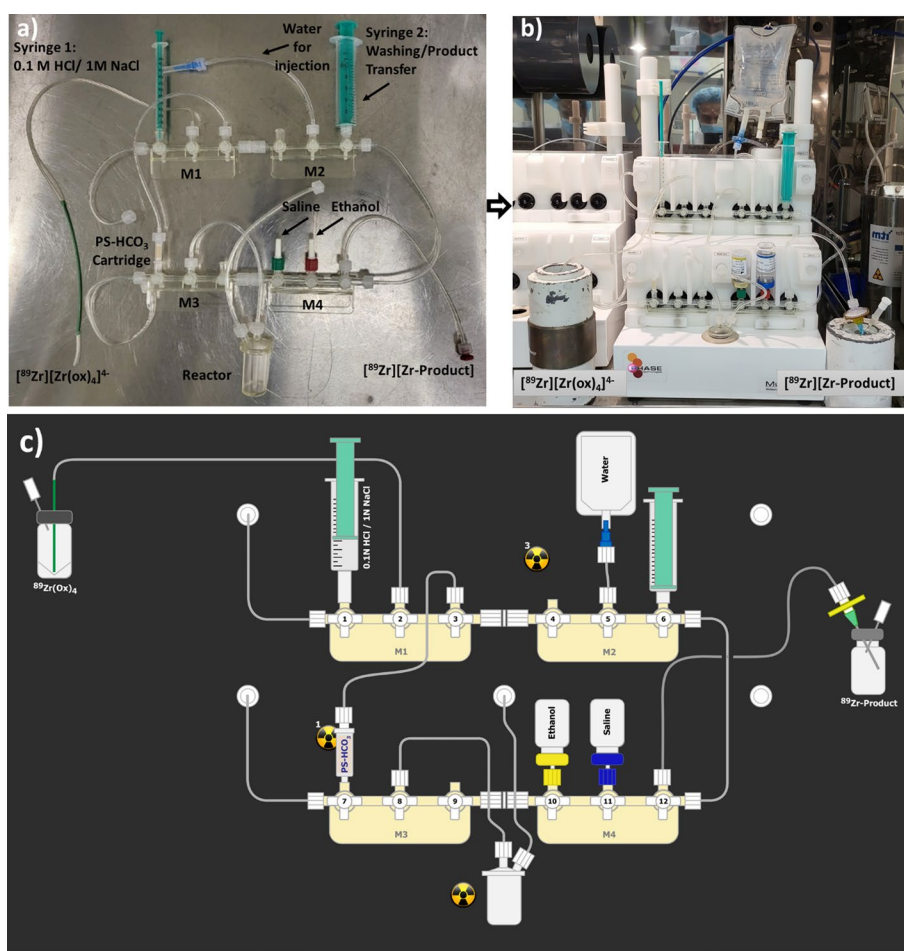 a)
Syringe 1:
0.1 M HCl/ 1M NaCl
Water
for
injection
Syringe 2:
Washing/Product
Transfer
M1
M2
PS-HCO₃
Cartridge
Saline
Ethanol
M3
M4
[⁸⁹Zr][Zr(ox)₄]⁴⁻
Reactor
[⁸⁹Zr][Zr-Product]
b)
[⁸⁹Zr][Zr(ox)₄]⁴⁻
[⁸⁹Zr][Zr-Product]
c)
⁸⁹Zr(Ox)₄
0.1N HCl / 1N NaCl
Water
3
1
2
3
M1
4
5
6
M2
⁸⁹Zr-Product
1
PS-HCO₃
Ethanol
Saline
7
8
9
M3
10
11
12
M4